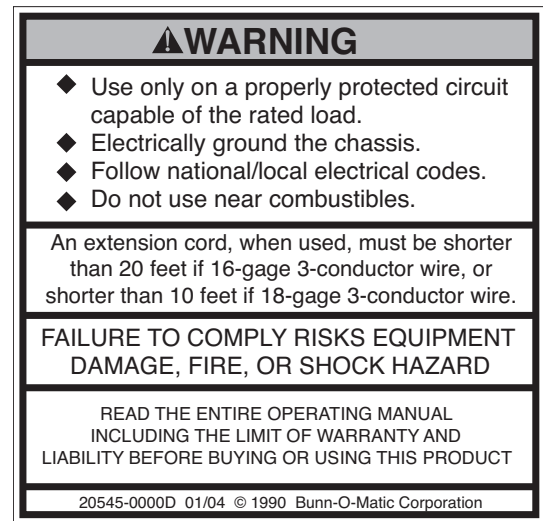 ⚠WARNING
◆ Use only on a properly protected circuit
capable of the rated load.
◆ Electrically ground the chassis.
◆ Follow national/local electrical codes.
◆ Do not use near combustibles.
An extension cord, when used, must be shorter
than 20 feet if 16-gage 3-conductor wire, or
shorter than 10 feet if 18-gage 3-conductor wire.
FAILURE TO COMPLY RISKS EQUIPMENT
DAMAGE, FIRE, OR SHOCK HAZARD
READ THE ENTIRE OPERATING MANUAL
INCLUDING THE LIMIT OF WARRANTY AND
LIABILITY BEFORE BUYING OR USING THIS PRODUCT
20545-0000D 01/04 © 1990 Bunn-O-Matic Corporation